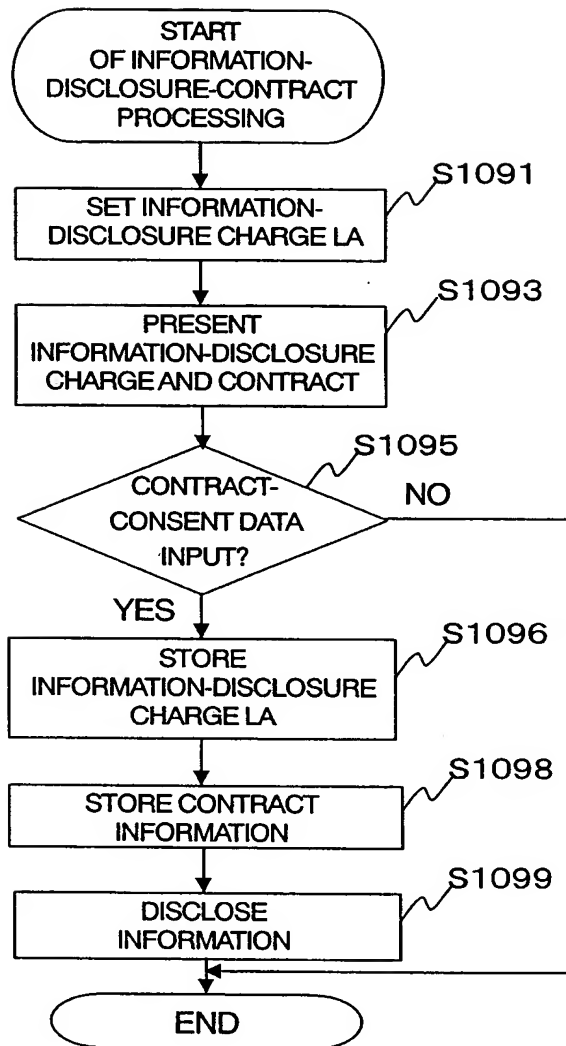 START
OF INFORMATION-
DISCLOSURE-CONTRACT
PROCESSING
S1091
SET INFORMATION-
DISCLOSURE CHARGE LA
S1093
PRESENT
INFORMATION-DISCLOSURE
CHARGE AND CONTRACT
S1095
CONTRACT-
CONSENT DATA
INPUT?
NO
YES
S1096
STORE
INFORMATION-DISCLOSURE
CHARGE LA
S1098
STORE CONTRACT
INFORMATION
S1099
DISCLOSE
INFORMATION
END